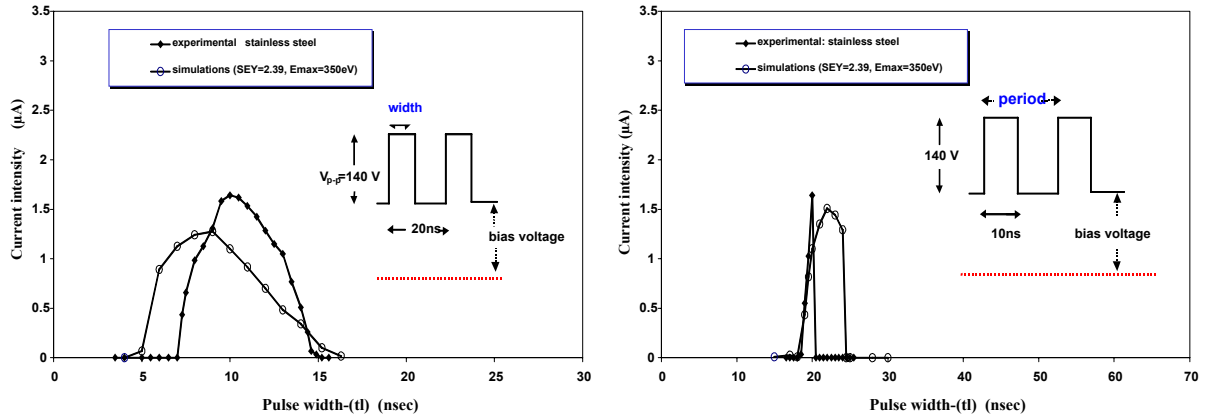 4
3.5
3
2.5
2
1.5
1
0.5
0
Current intensity (µA)
experimental stainless steel
simulations (SEY=2.39, Emax=350eV)
width
Vp-p=140 V
20ns
bias voltage
0 5 10 15 20 25 30
Pulse width-(tl) (nsec)
4
3.5
3
2.5
2
1.5
1
0.5
0
Current intensity (µA)
experimental: stainless steel
simulations (SEY=2.39, Emax=350eV)
period
140 V
10ns
bias voltage
0 10 20 30 40 50 60 70
Pulse width-(tl) (nsec)